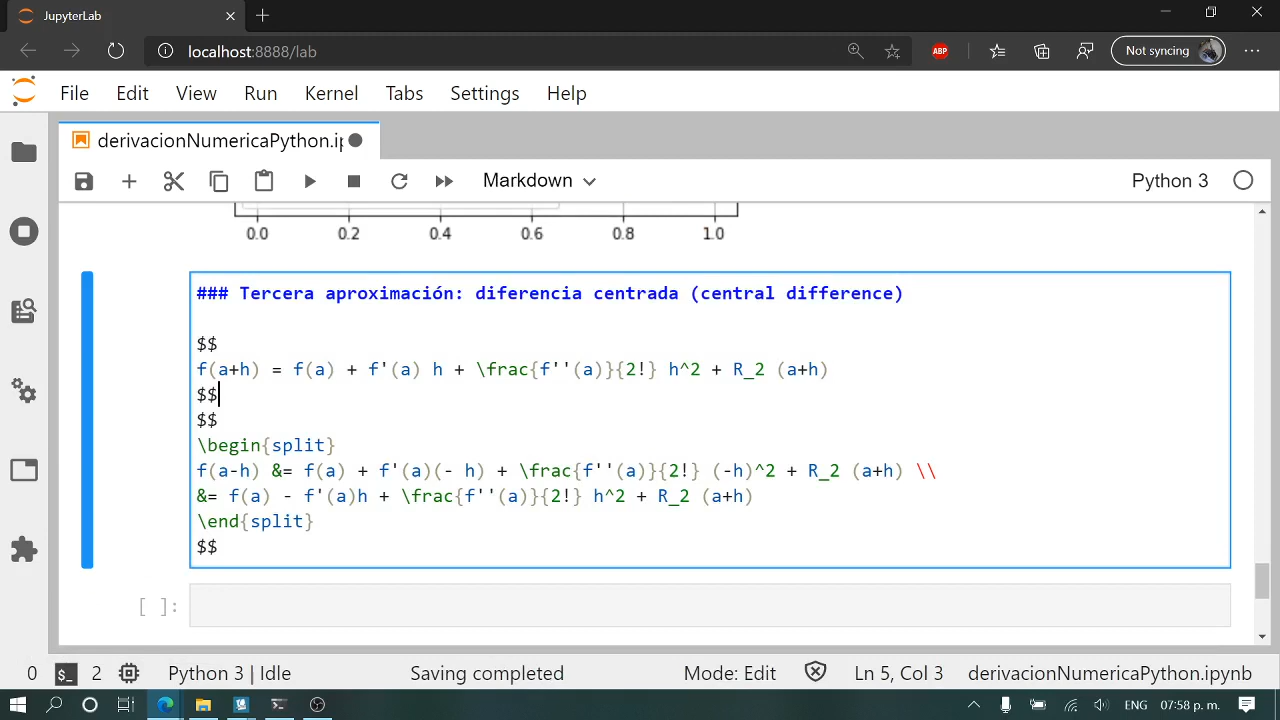 JupyterLab
localhost:8888/lab
ABP
Not syncing
File Edit View Run Kernel Tabs Settings Help
derivacionNumericaPython.ip
Markdown
Python 3
0.0 0.2 0.4 0.6 0.8 1.0
### Tercera aproximación: diferencia centrada (central difference)
$$
f(a+h) = f(a) + f'(a) h + \frac{f''(a)}{2!} h^2 + R_2 (a+h)
$$
$$
\begin{split}
f(a-h) &= f(a) + f'(a)(- h) + \frac{f''(a)}{2!} (-h)^2 + R_2 (a+h) \\
&= f(a) - f'(a)h + \frac{f''(a)}{2!} h^2 + R_2 (a+h)
\end{split}
$$
[ ]:
0 $_ 2 Python 3 | Idle Saving completed Mode: Edit Ln 5, Col 3 derivacionNumericaPython.ipynb
ENG 07:58 p. m.